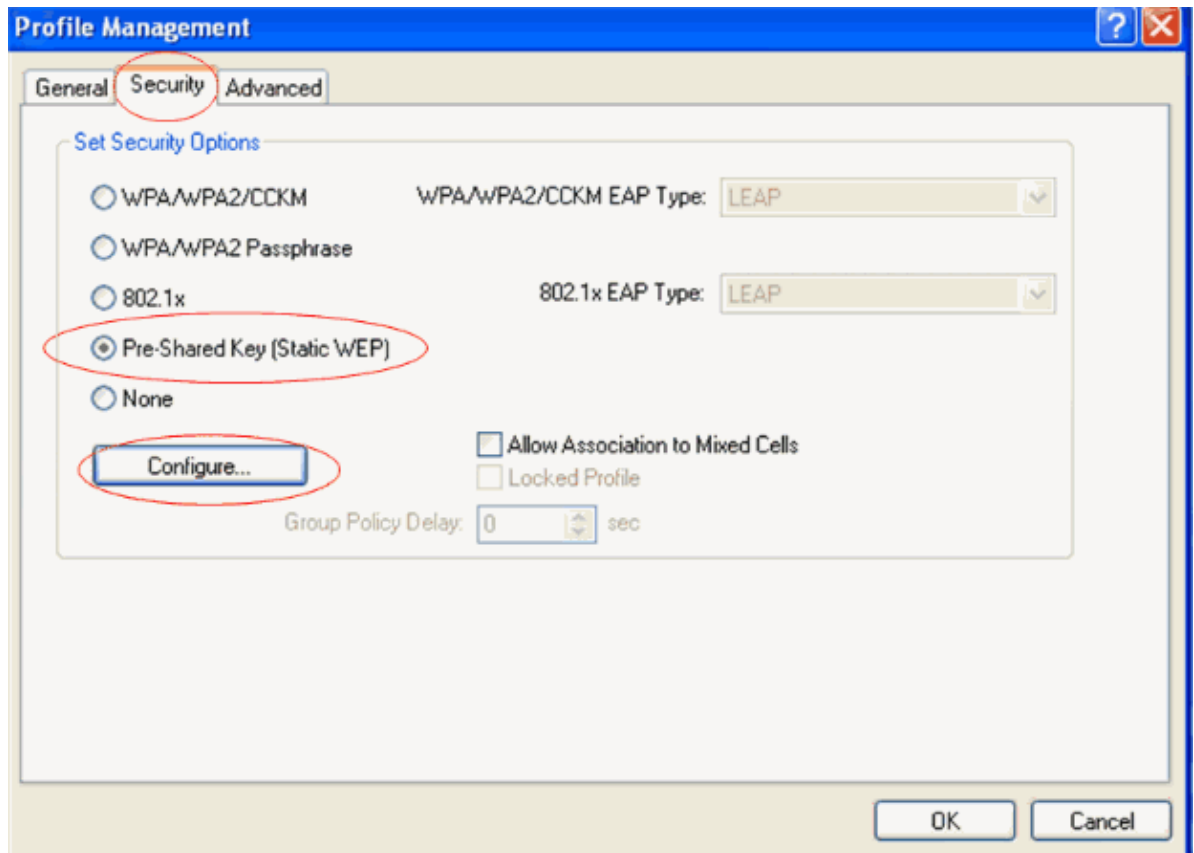 Profile Management
General Security Advanced
Set Security Options
WPA/WPA2/CCKM WPA/WPA2/CCKM EAP Type: LEAP
WPA/WPA2 Passphrase
802.1x 802.1x EAP Type: LEAP
Pre-Shared Key (Static WEP)
None
Allow Association to Mixed Cells
Configure...
Locked Profile
Group Policy Delay: 0 sec
OK Cancel